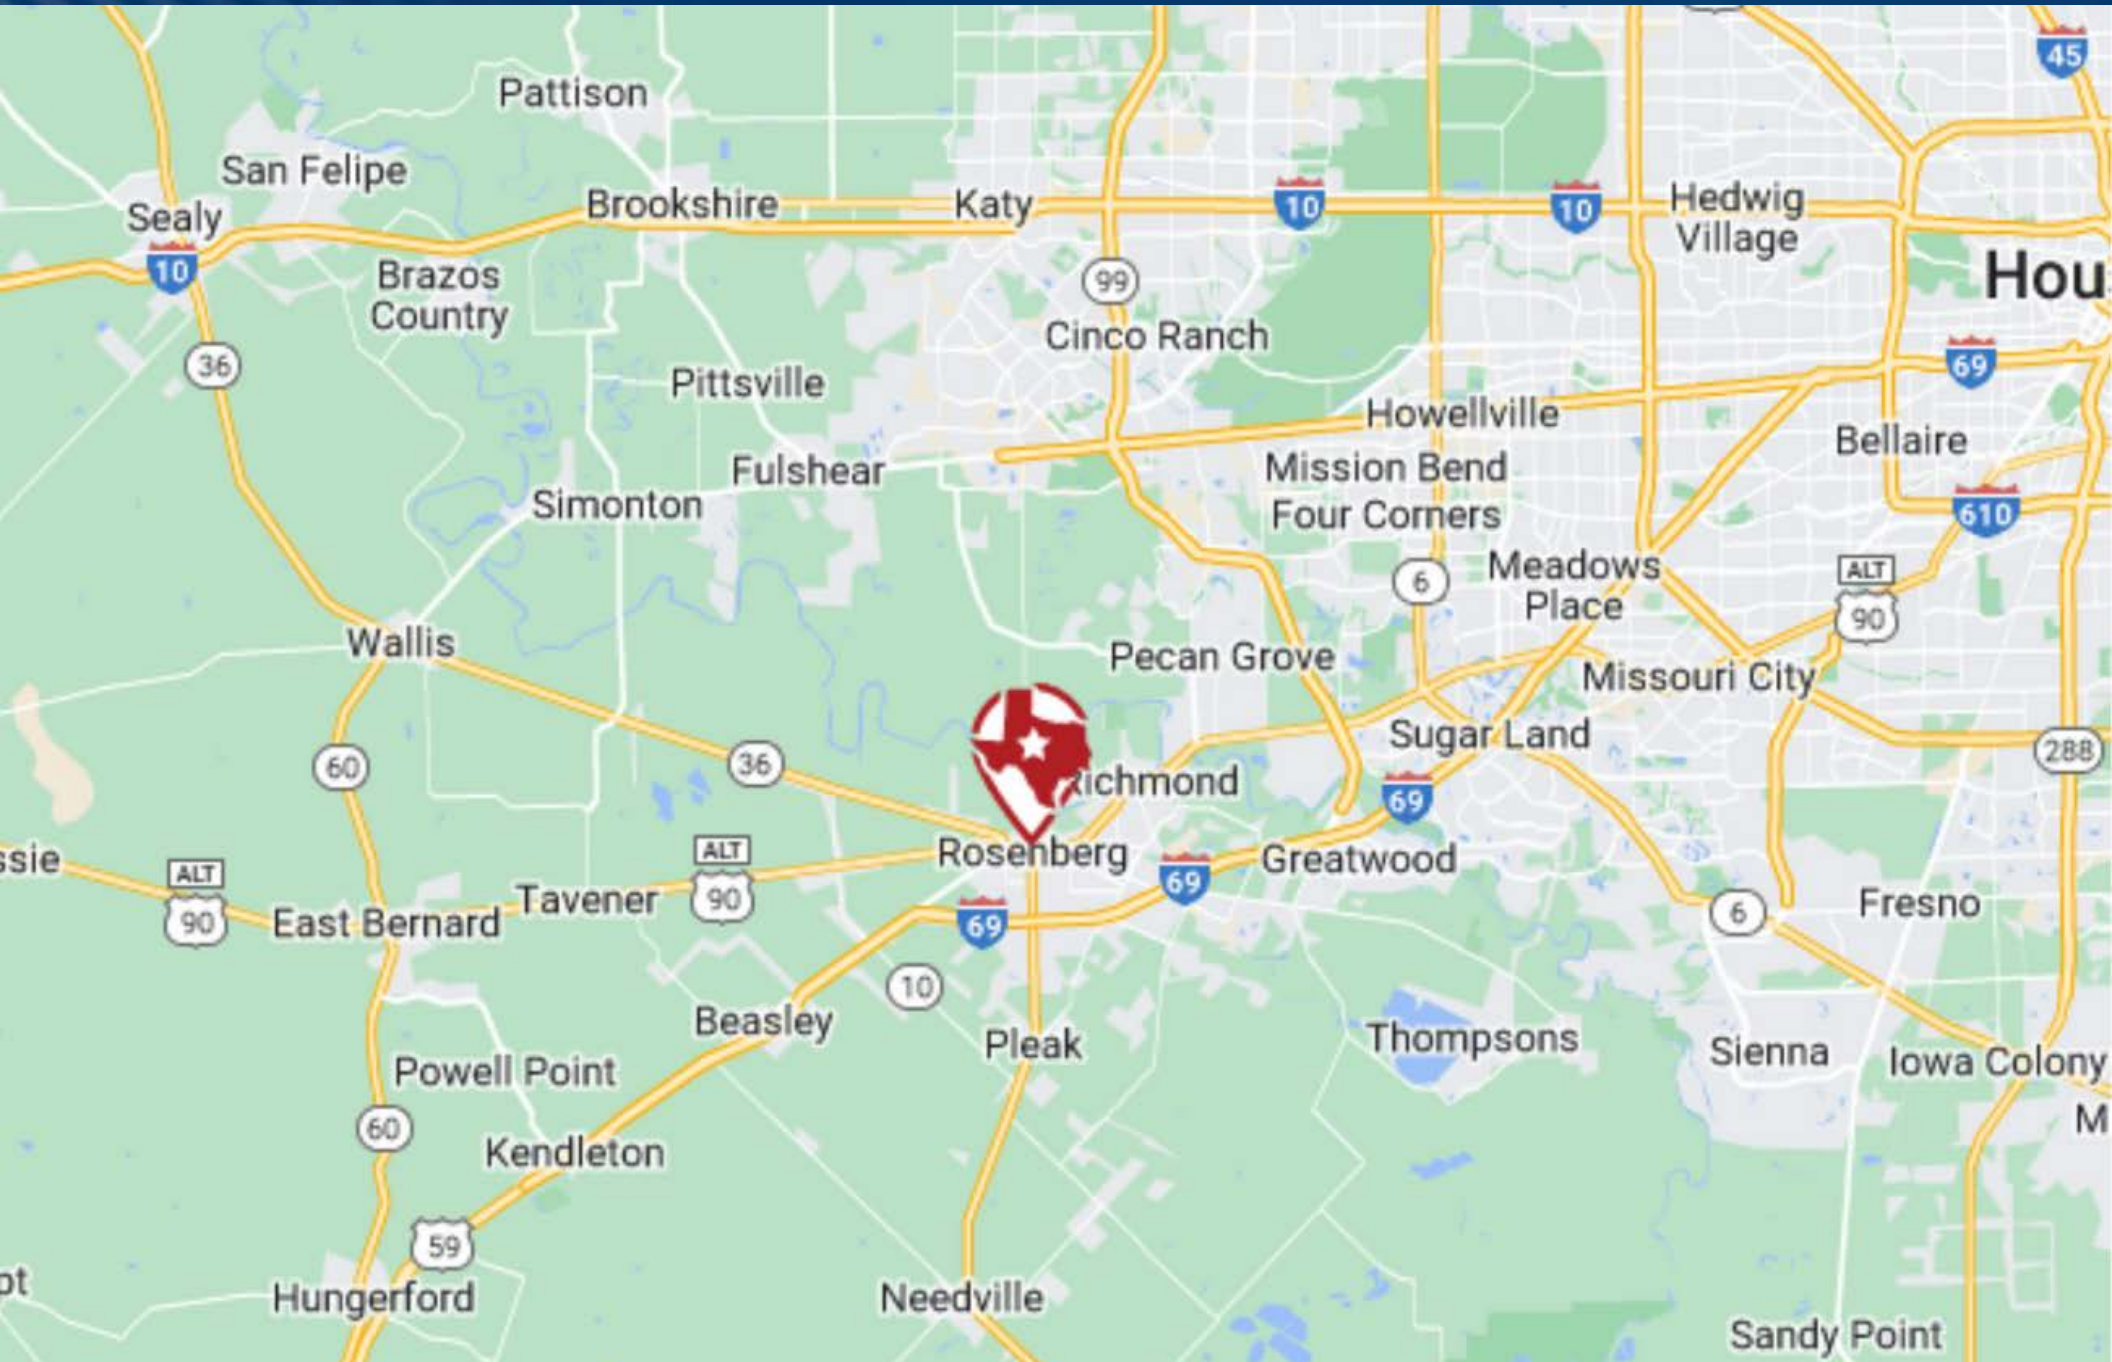 45
Pattison
San Felipe
Sealy
Brookshire
Katy
10
10
Hedwig
Village
10
Brazos
Country
99
Hou
Cinco Ranch
36
Pittsville
69
Howellville
Bellaire
Fulshear
Mission Bend
Simonton
Four Corners
610
6
Meadows
Place
ALT
90
Wallis
Pecan Grove
Missouri City
60
36
Sugar Land
288
Richmond
69
ssie
ALT
90
East Bernard
Tavener
ALT
90
Rosenberg
69
Greatwood
69
6
Fresno
10
Beasley
Pleak
Thompsons
Sienna
Iowa Colony
Powell Point
M
60
Kendleton
59
pt
Hungerford
Needville
Sandy Point